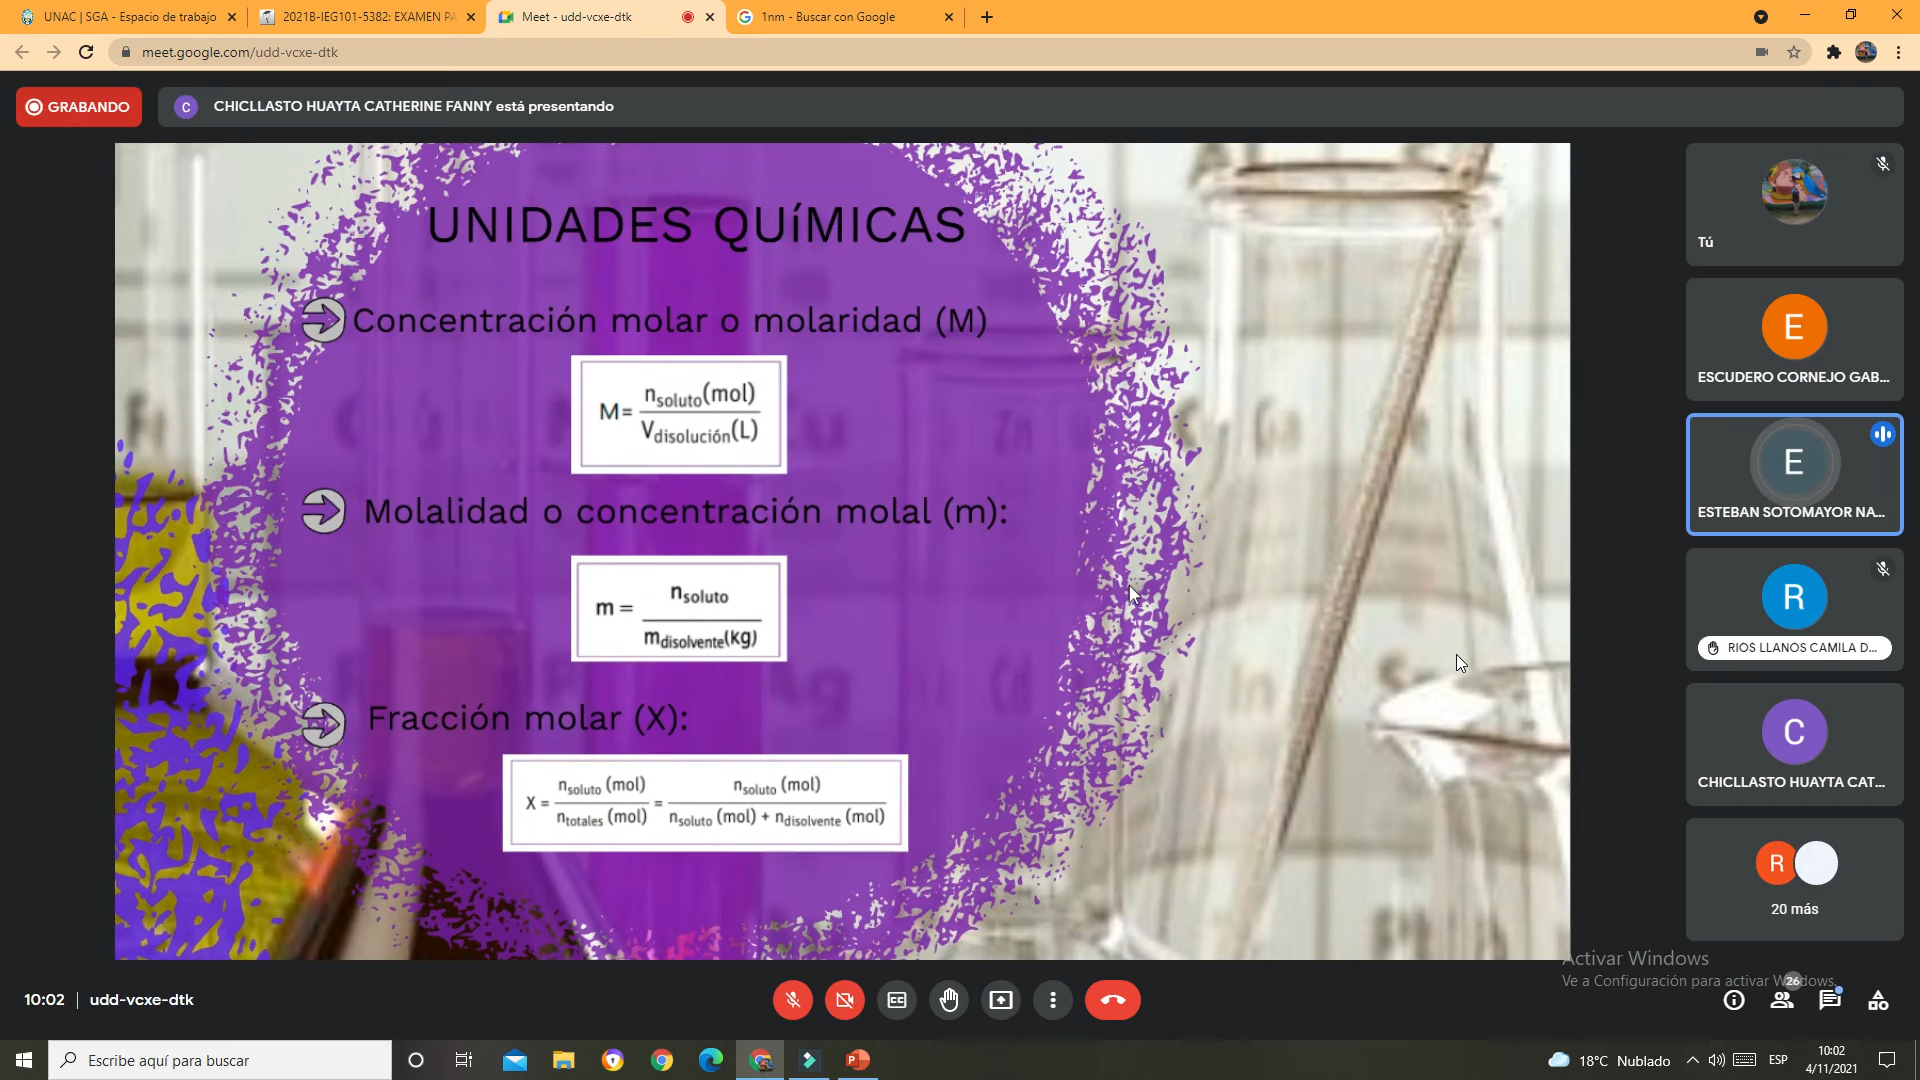 UNAC | SGA - Espacio de trabajo
2021B-IEG101-5382: EXAMEN PA
Meet - udd-vcxe-dtk
1nm - Buscar con Google
meet.google.com/udd-vcxe-dtk
GRABANDO
C
CHICLLASTO HUAYTA CATHERINE FANNY está presentando
UNIDADES QUíMICAS
Concentración molar o molaridad (M)
M= nsoluto(mol)
Vdisolución(L)
Molalidad o concentración molal (m):
m = nsoluto
mdisolvente(kg)
Fracción molar (X):
X = nsoluto (mol) = nsoluto (mol)
ntotales (mol) nsoluto (mol) + ndisolvente (mol)
Tú
E
ESCUDERO CORNEJO GAB...
E
ESTEBAN SOTOMAYOR NA...
R
RIOS LLANOS CAMILA D...
C
CHICLLASTO HUAYTA CAT...
R
20 más
Activar Windows
Ve a Configuración para activar Windows.
10:02 | udd-vcxe-dtk
26
Escribe aquí para buscar
18°C Nublado
ESP
10:02
4/11/2021